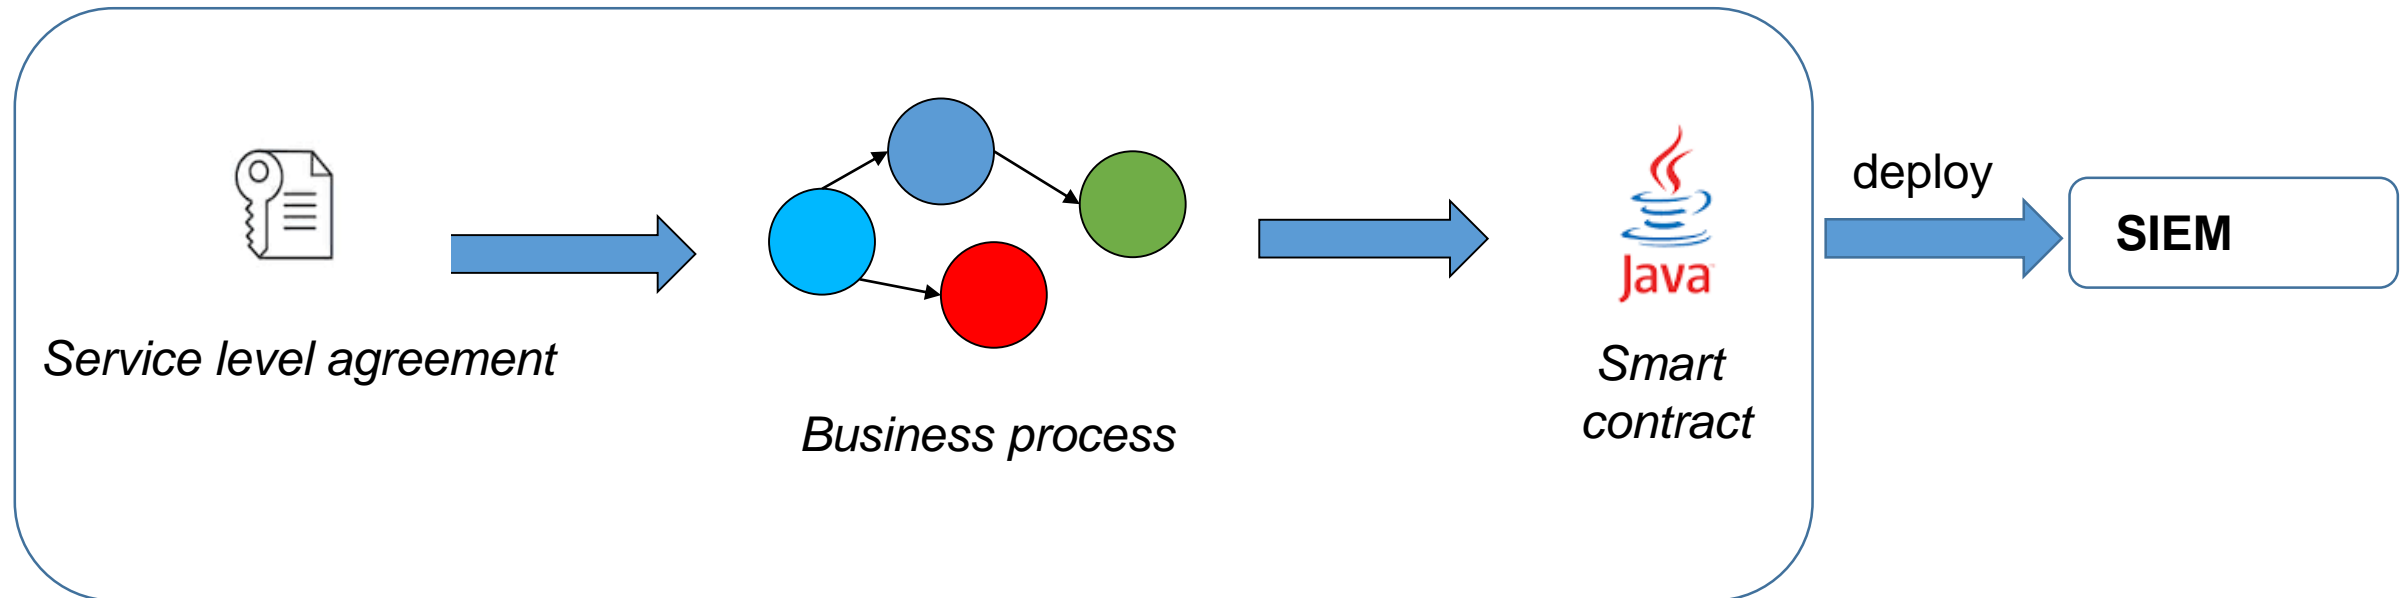 Service level agreement
Business process
Java
Smart
contract
deploy
SIEM